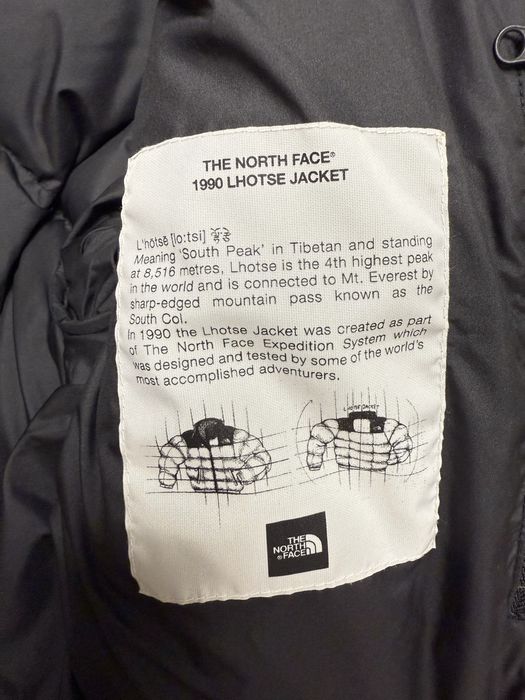 THE NORTH FACE®
1990 LHOTSE JACKET
L'hōtsė [lo:tsi]
Meaning 'South Peak' in Tibetan and standing
at 8,516 metres, Lhotse is the 4th highest peak
in the world and is connected to Mt. Everest by
sharp-edged mountain pass known as the
South Col.
In 1990 the Lhotse Jacket was created as part
of The North Face Expedition System which
was designed and tested by some of the world's
most accomplished adventurers.
LHOTSE JACKET
THE
NORTH
FACE